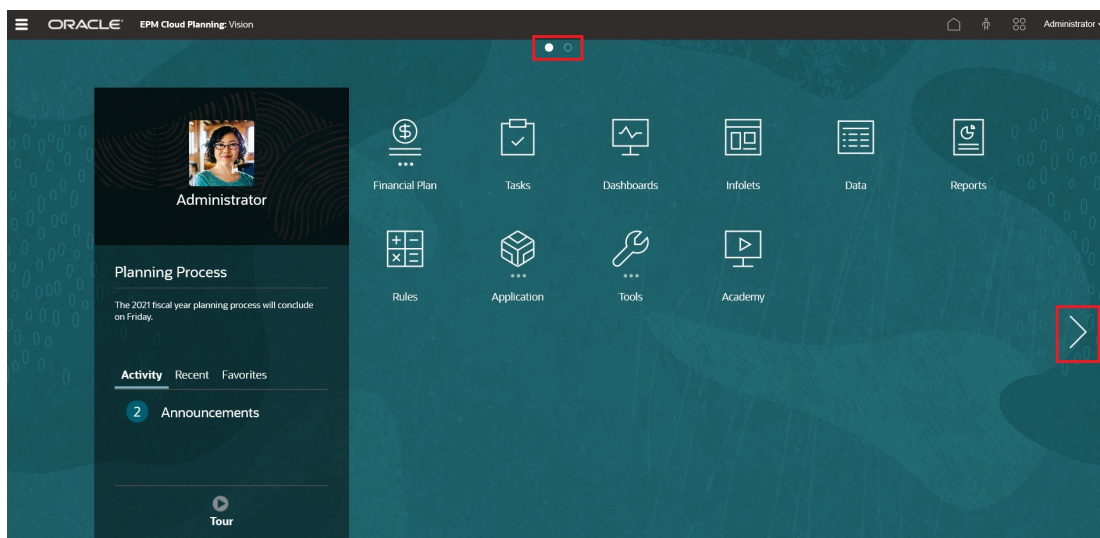 ORACLE® EPM Cloud Planning: Vision Administrator
Administrator
Financial Plan Tasks Dashboards Infolets Data Reports
Rules Application Tools Academy
Planning Process
The 2021 fiscal year planning process will conclude
on Friday.
Activity Recent Favorites
2 Announcements
Tour